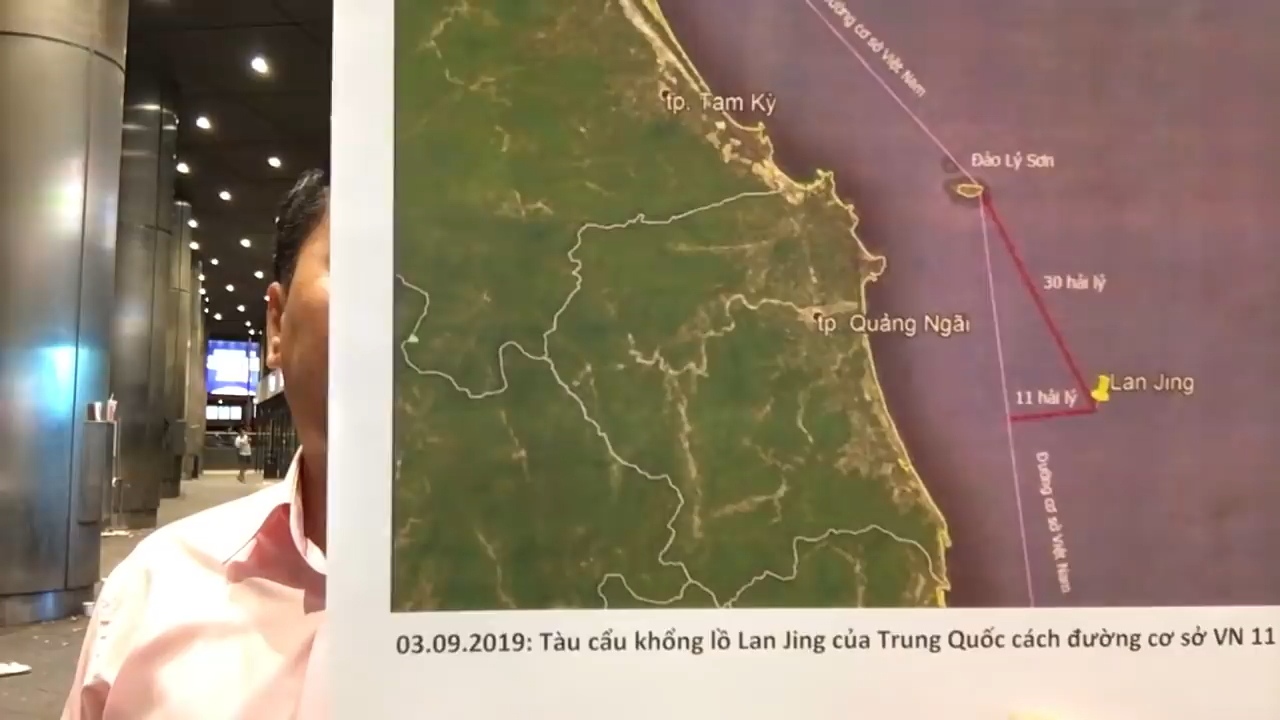 Đường cơ sở Việt Nam
tp. Tam Kỳ
Đảo Lý Sơn
30 hải lý
tp Quảng Ngãi
Lan Jing
11 hải lý
Đường cơ sở Việt Nam
03.09.2019: Tàu cẩu khổng lồ Lan Jing của Trung Quốc cách đường cơ sở VN 11